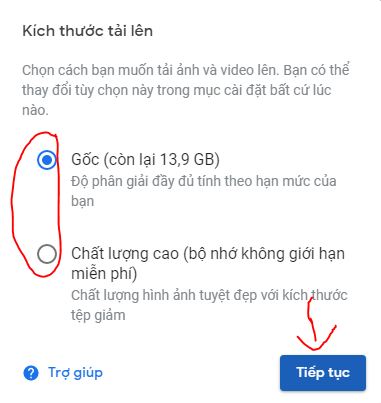 Kích thước tải lên
Chọn cách bạn muốn tải ảnh và video lên. Bạn có thể
thay đổi tùy chọn này trong mục cài đặt bất cứ lúc
nào.
Gốc (còn lại 13,9 GB)
Độ phân giải đầy đủ tính theo hạn mức của
bạn
Chất lượng cao (bộ nhớ không giới hạn
miễn phí)
Chất lượng hình ảnh tuyệt đẹp với kích thước
tệp giảm
Trợ giúp
Tiếp tục